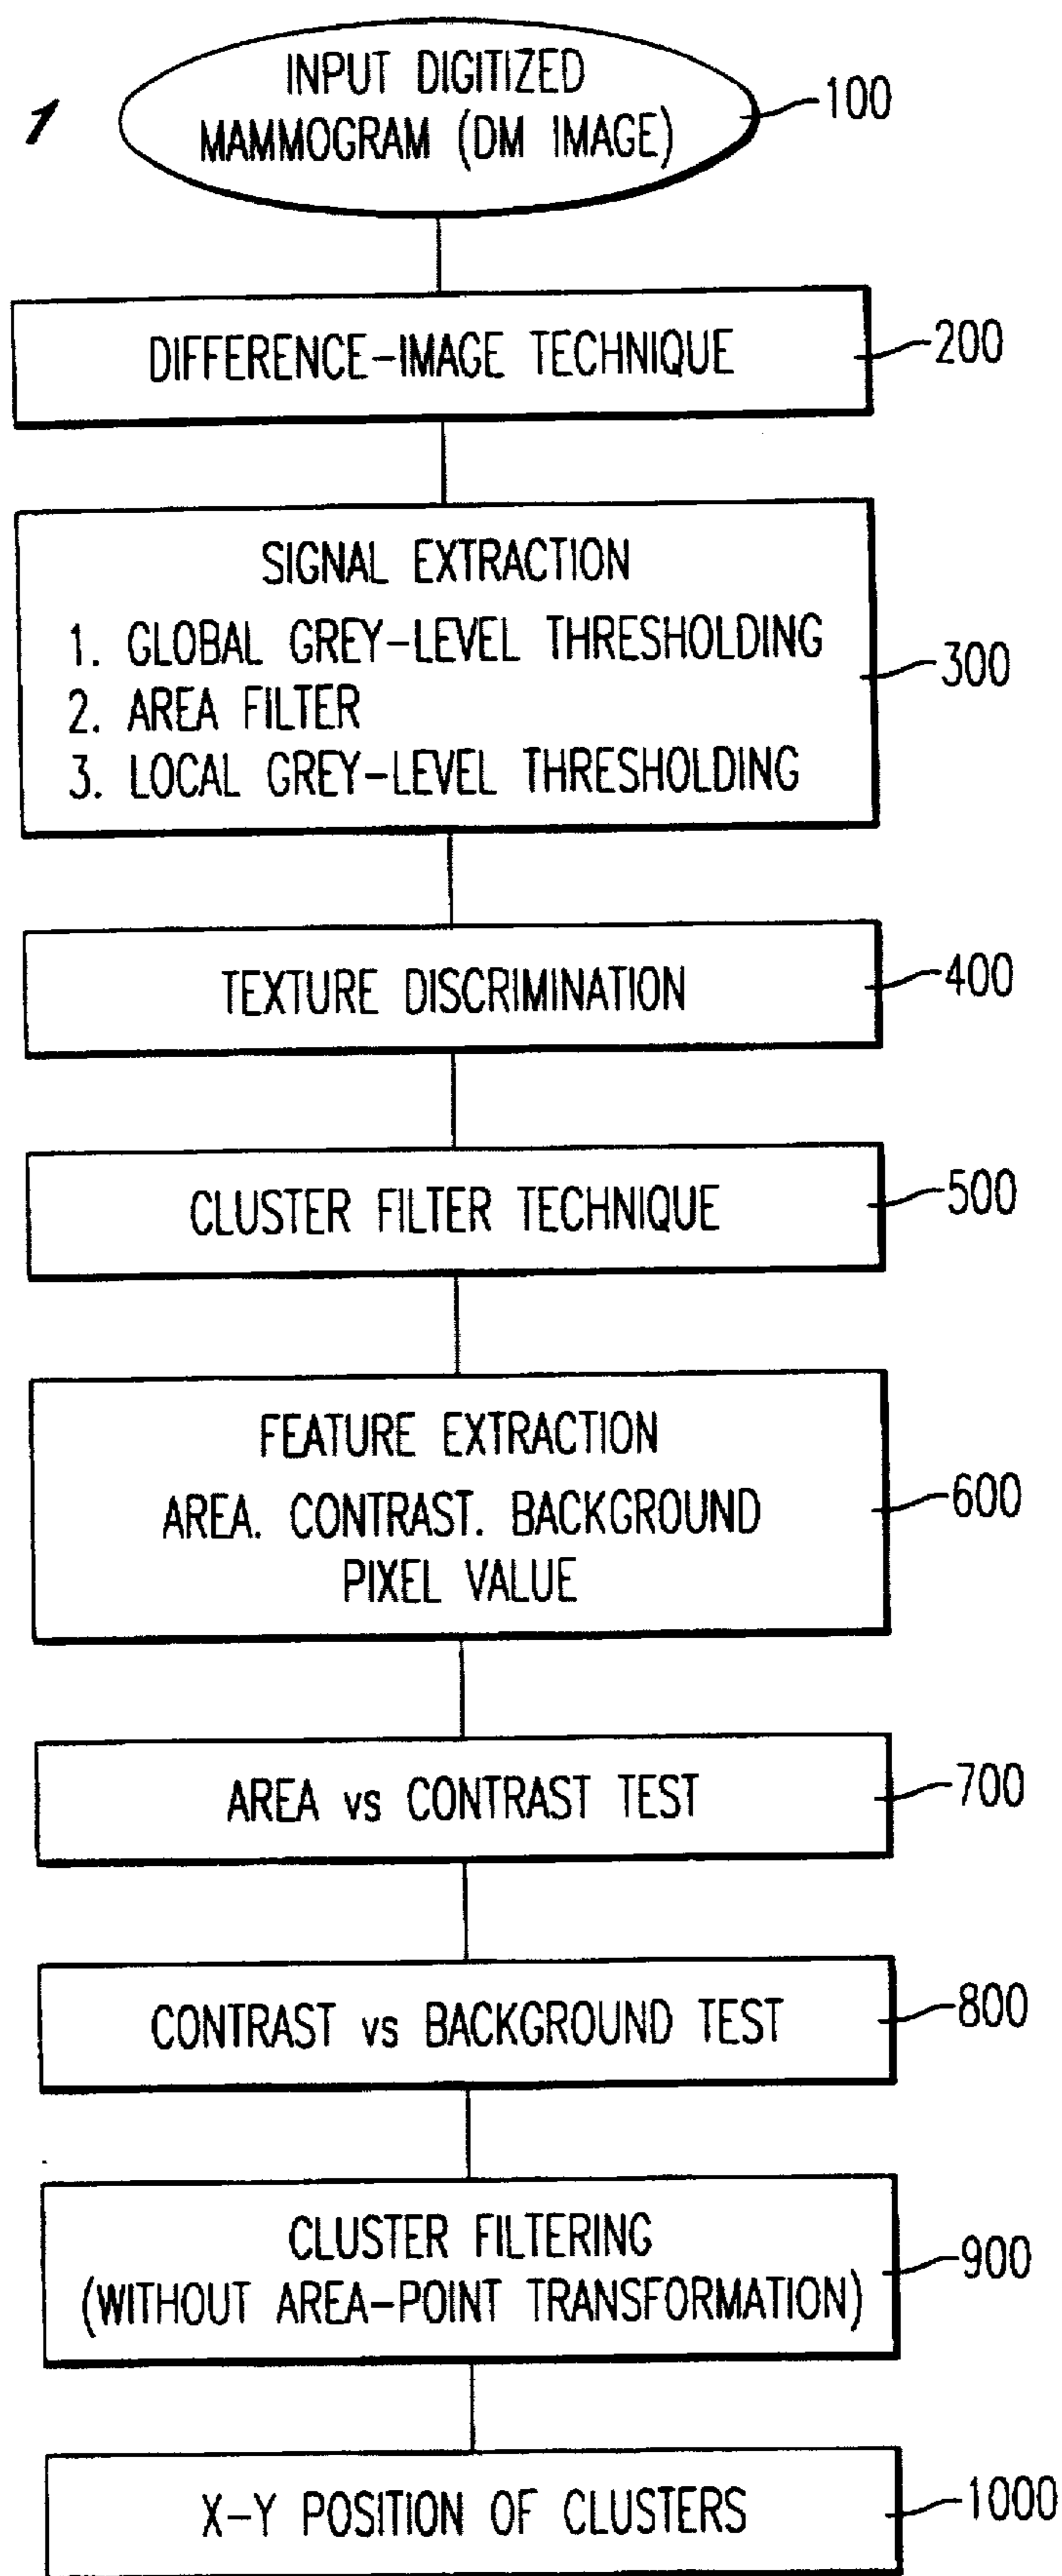 1
INPUT DIGITIZED
MAMMOGRAM (DM IMAGE)
100
DIFFERENCE-IMAGE TECHNIQUE
200
SIGNAL EXTRACTION
1. GLOBAL GREY-LEVEL THRESHOLDING
2. AREA FILTER
3. LOCAL GREY-LEVEL THRESHOLDING
300
TEXTURE DISCRIMINATION
400
CLUSTER FILTER TECHNIQUE
500
FEATURE EXTRACTION
AREA. CONTRAST. BACKGROUND
PIXEL VALUE
600
AREA vs CONTRAST TEST
700
CONTRAST vs BACKGROUND TEST
800
CLUSTER FILTERING
(WITHOUT AREA-POINT TRANSFORMATION)
900
X-Y POSITION OF CLUSTERS
1000